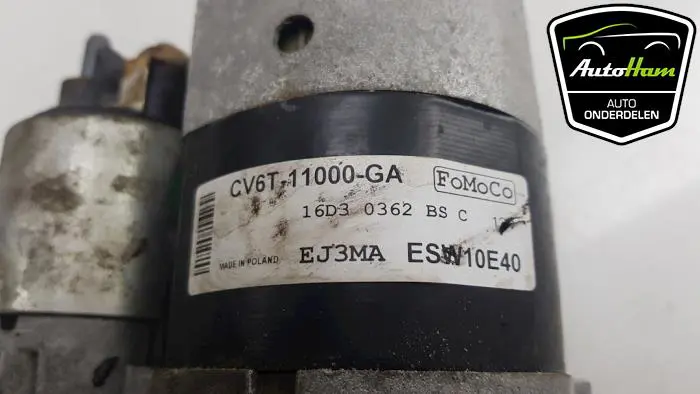 AutoHam
AUTO
ONDERDELEN
CV6T-11000-GA FoMoCo
16D3 0362 BS C
MADE IN POLAND
EJ3MA ESW10E40